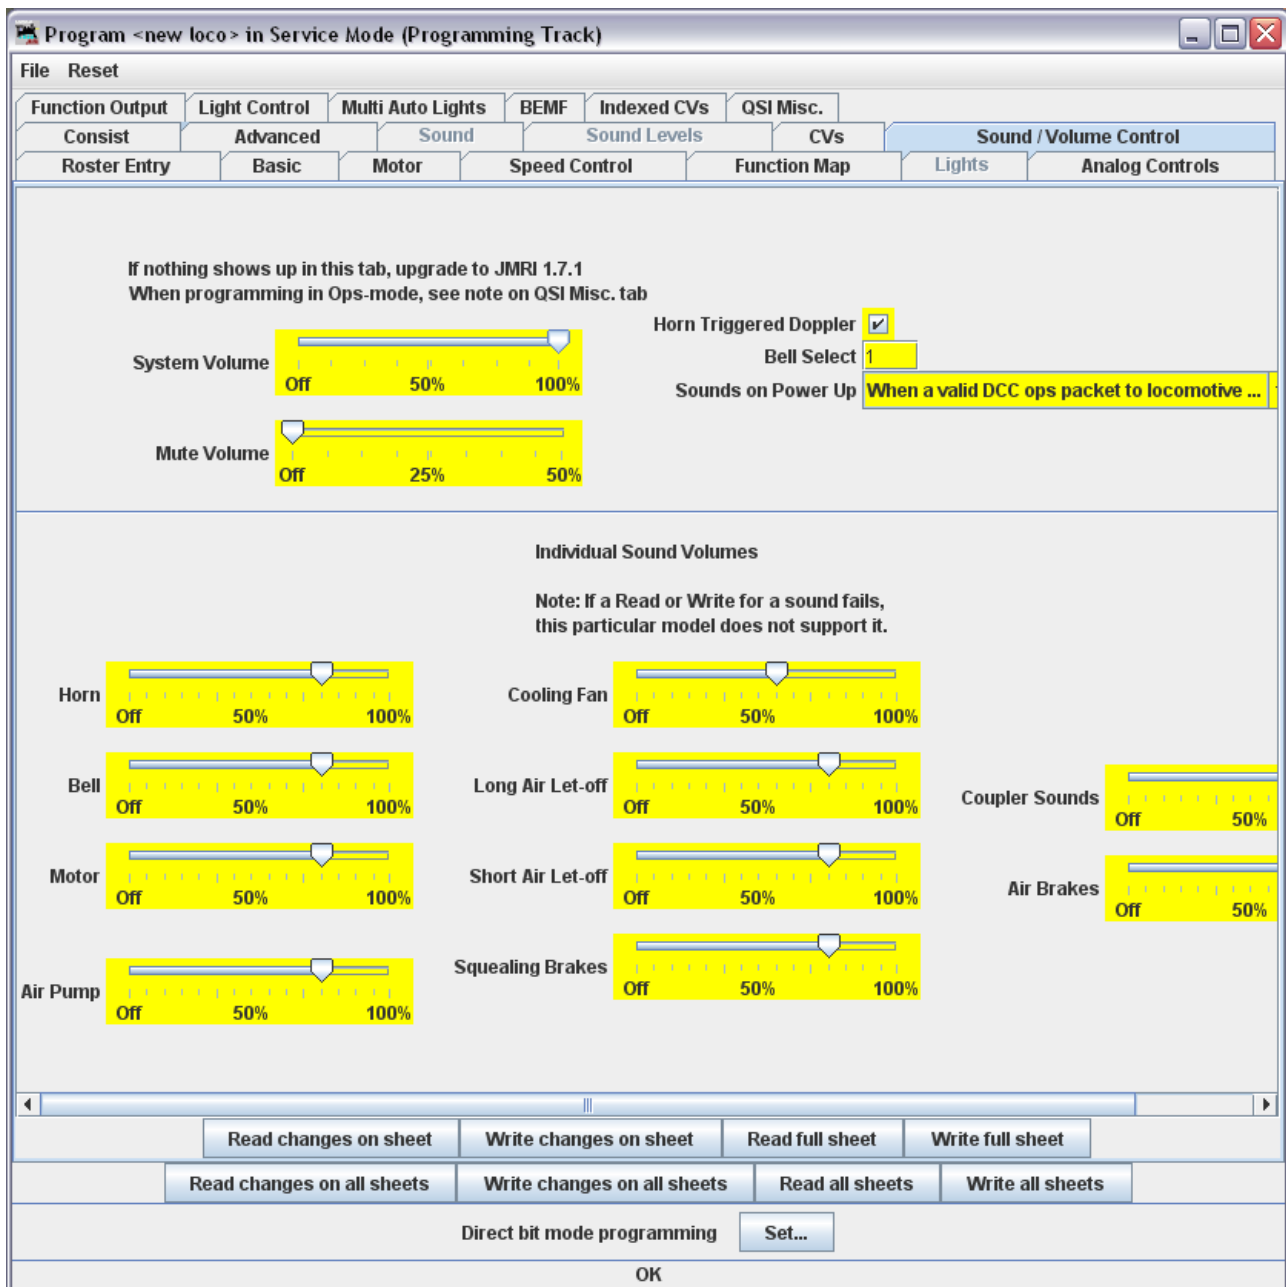 Program <new loco> in Service Mode (Programming Track)
File Reset
Function Output Light Control Multi Auto Lights BEMF Indexed CVs QSI Misc.
Consist Advanced Sound Sound Levels CVs Sound / Volume Control
Roster Entry Basic Motor Speed Control Function Map Lights Analog Controls
If nothing shows up in this tab, upgrade to JMRI 1.7.1
When programming in Ops-mode, see note on QSI Misc. tab
System Volume
Off 50% 100%
Mute Volume
Off 25% 50%
Horn Triggered Doppler
Bell Select 1
Sounds on Power Up When a valid DCC ops packet to locomotive ...
Individual Sound Volumes
Note: If a Read or Write for a sound fails,
this particular model does not support it.
Horn
Off 50% 100%
Bell
Off 50% 100%
Motor
Off 50% 100%
Air Pump
Off 50% 100%
Cooling Fan
Off 50% 100%
Long Air Let-off
Off 50% 100%
Short Air Let-off
Off 50% 100%
Squealing Brakes
Off 50% 100%
Coupler Sounds
Off 50%
Air Brakes
Off 50%
Read changes on sheet Write changes on sheet Read full sheet Write full sheet
Read changes on all sheets Write changes on all sheets Read all sheets Write all sheets
Direct bit mode programming Set...
OK